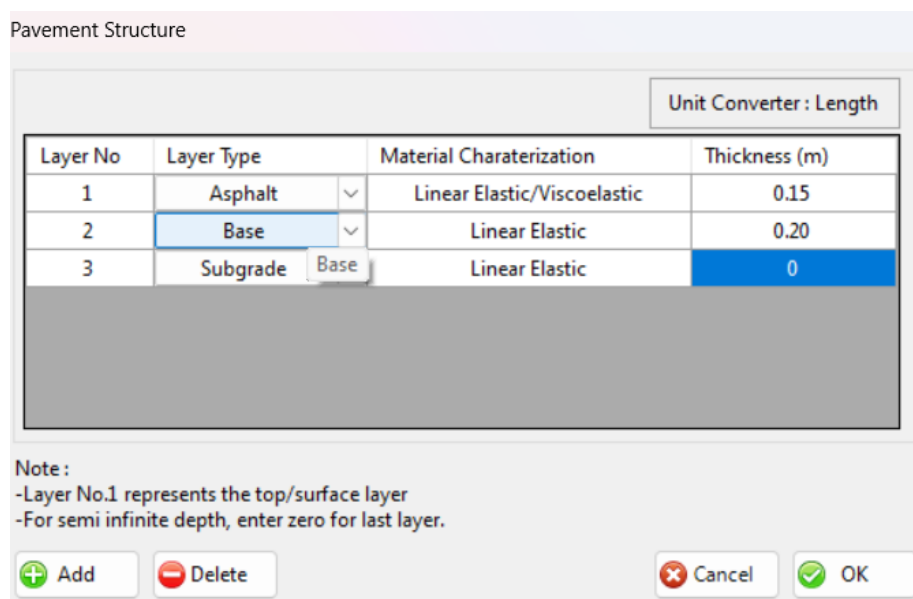 Pavement Structure
Unit Converter : Length
Layer No Layer Type Material Charaterization Thickness (m)
1 Asphalt Linear Elastic/Viscoelastic 0.15
2 Base Linear Elastic 0.20
3 Subgrade Base Linear Elastic 0
Note :
-Layer No.1 represents the top/surface layer
-For semi infinite depth, enter zero for last layer.
Add Delete Cancel OK